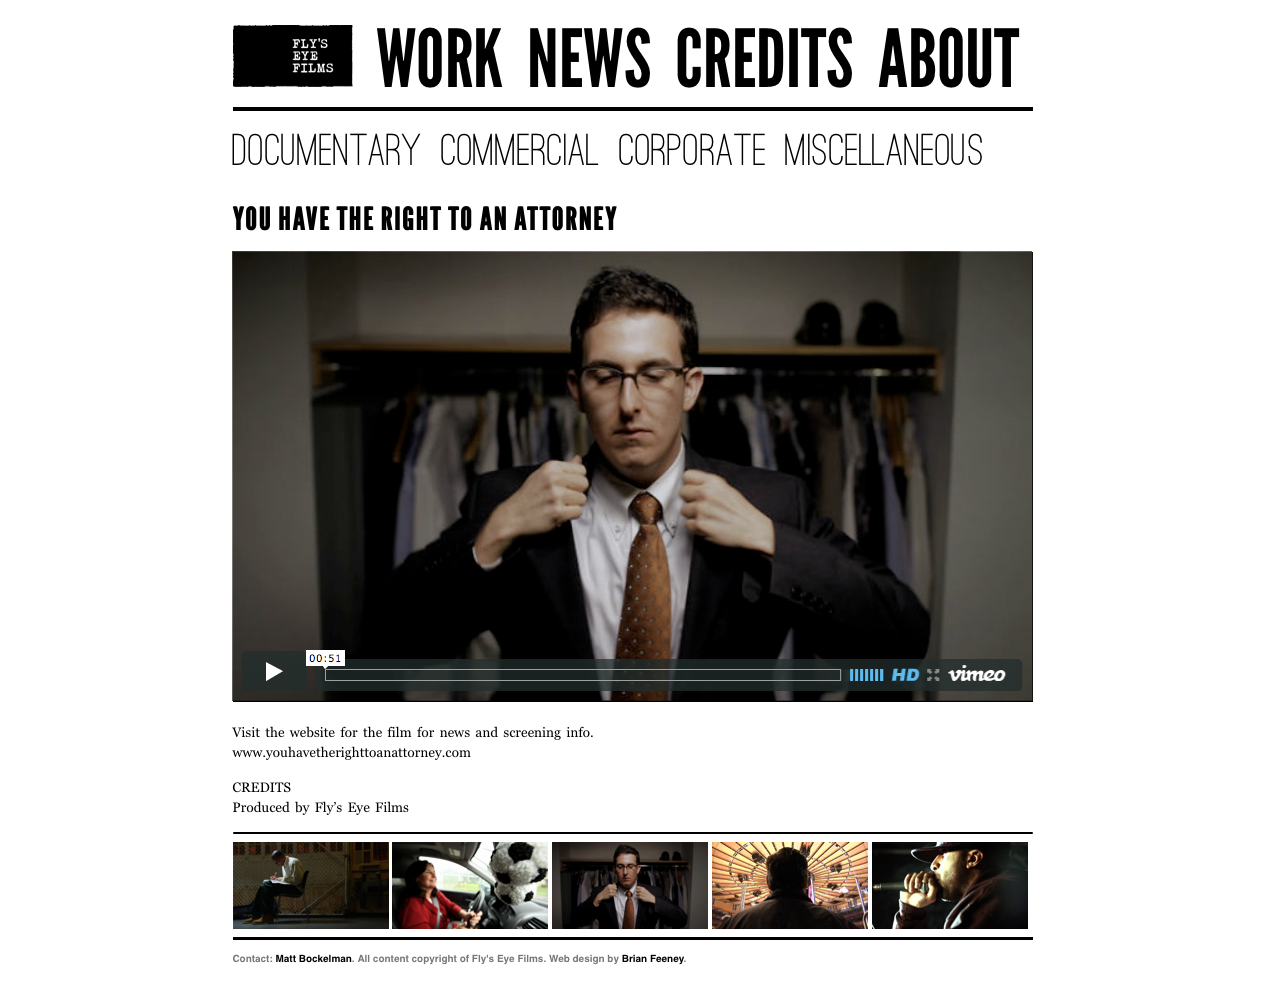 FLY'S
EYE
FILMS
WORK NEWS CREDITS ABOUT
DOCUMENTARY COMMERCIAL CORPORATE MISCELLANEOUS
YOU HAVE THE RIGHT TO AN ATTORNEY
00:51
HD vimeo
Visit the website for the film for news and screening info.
www.youhavetherighttoanattorney.com
CREDITS
Produced by Fly’s Eye Films
Contact: Matt Bockelman. All content copyright of Fly's Eye Films. Web design by Brian Feeney.